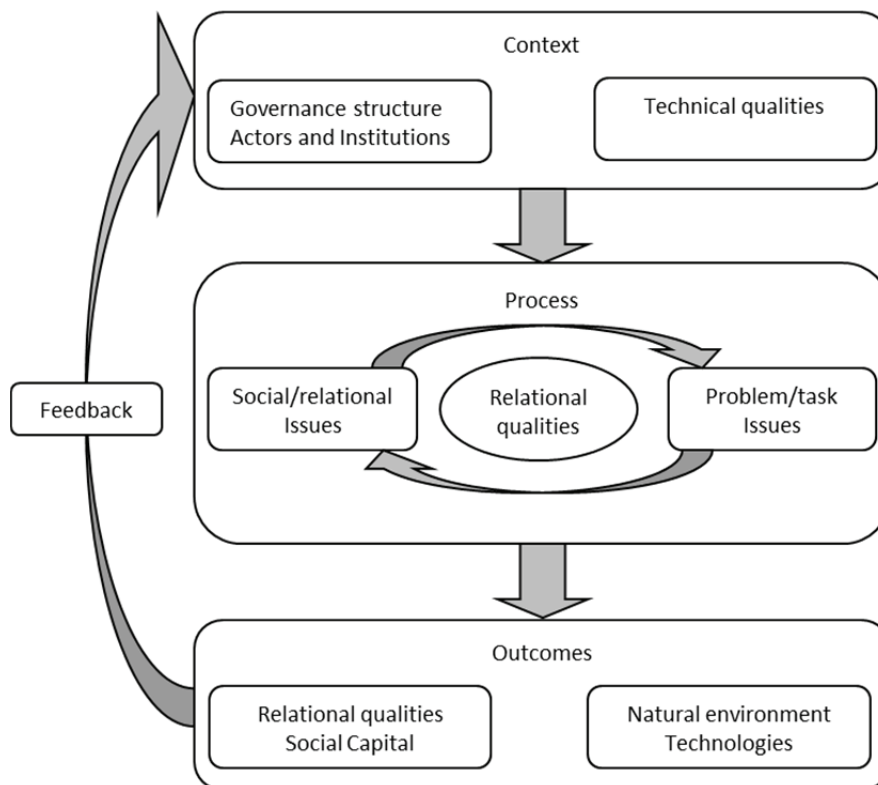 Context
Governance structure
Actors and Institutions
Technical qualities
Process
Social/relational
Issues
Relational
qualities
Problem/task
Issues
Feedback
Outcomes
Relational qualities
Social Capital
Natural environment
Technologies